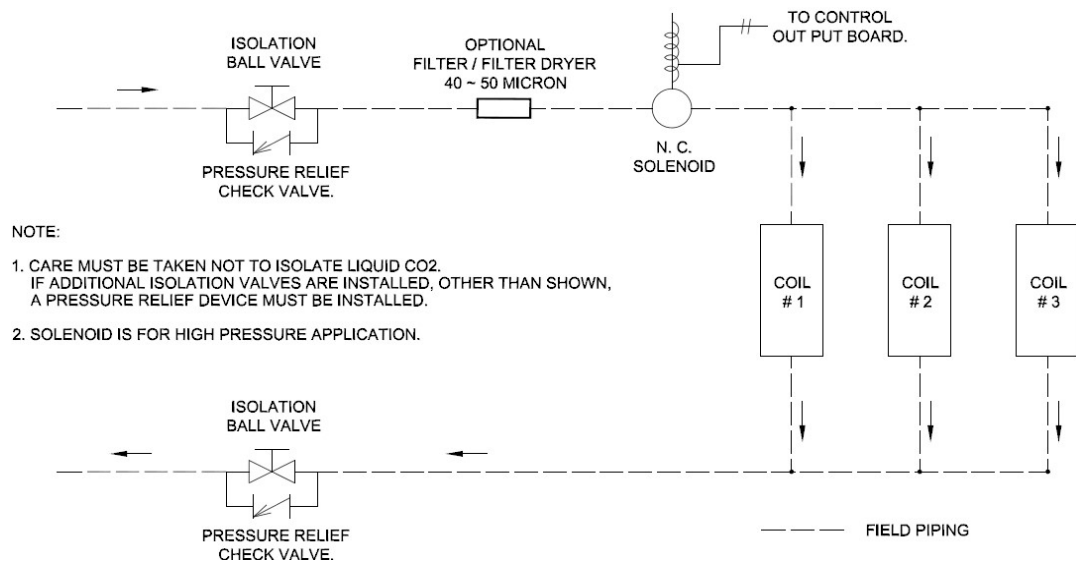 TO CONTROL
OUT PUT BOARD.
ISOLATION
BALL VALVE
OPTIONAL
FILTER / FILTER DRYER
40 ~ 50 MICRON
N. C.
SOLENOID
PRESSURE RELIEF
CHECK VALVE.
NOTE:
1. CARE MUST BE TAKEN NOT TO ISOLATE LIQUID CO2.
IF ADDITIONAL ISOLATION VALVES ARE INSTALLED, OTHER THAN SHOWN,
A PRESSURE RELIEF DEVICE MUST BE INSTALLED.
2. SOLENOID IS FOR HIGH PRESSURE APPLICATION.
COIL
# 1
COIL
# 2
COIL
# 3
ISOLATION
BALL VALVE
PRESSURE RELIEF
CHECK VALVE.
FIELD PIPING